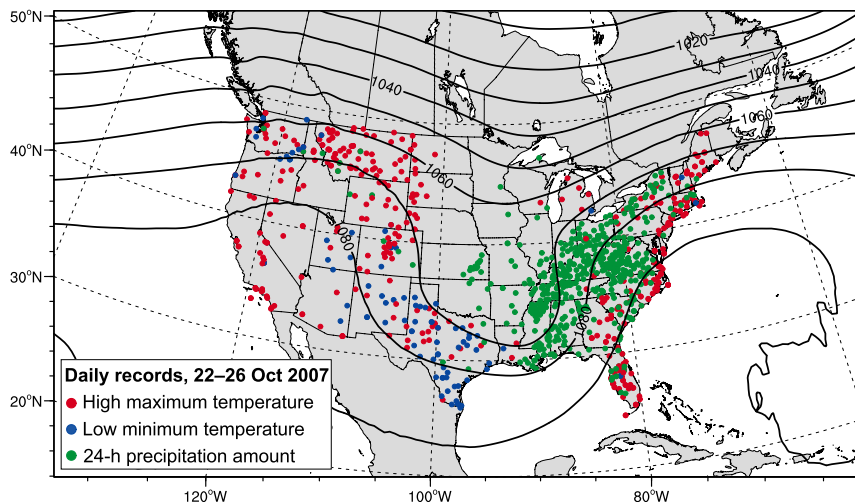 50°N
40°N
30°N
20°N
1020
1040
1040
1060
1060
1080
1080
Daily records, 22–26 Oct 2007
High maximum temperature
Low minimum temperature
24-h precipitation amount
120°W
100°W
80°W